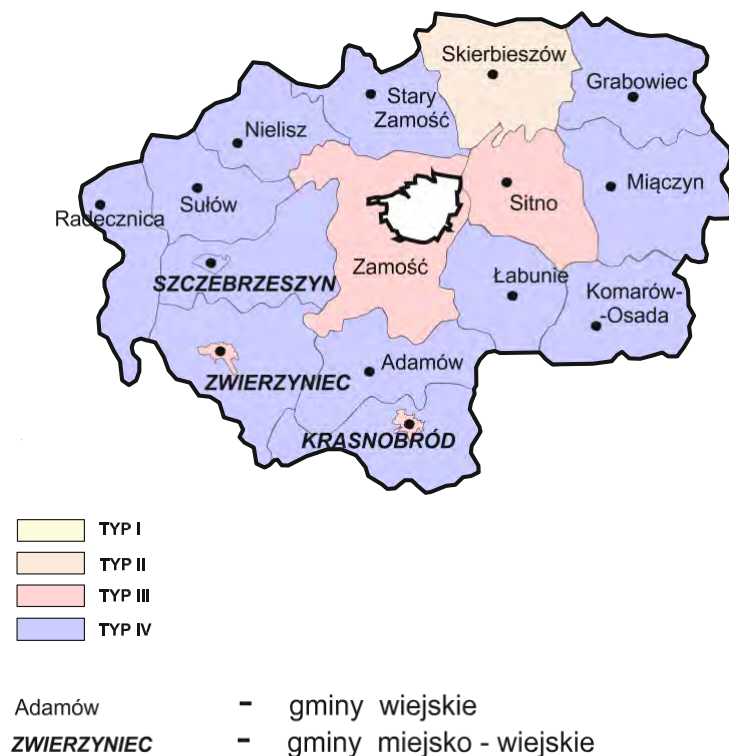 Skierbieszów
Grabowiec
Stary
Zamość
Nielisz
Miączyn
Sułów
Sitno
Radecznica
Zamość
SZCZEBRZESZYN
Łabunie
Komarów-
-Osada
Adamów
ZWIERZYNIEC
KRASNOBRÓD
TYP I
TYP II
TYP III
TYP IV
Adamów - gminy wiejskie
ZWIERZYNIEC - gminy miejsko - wiejskie